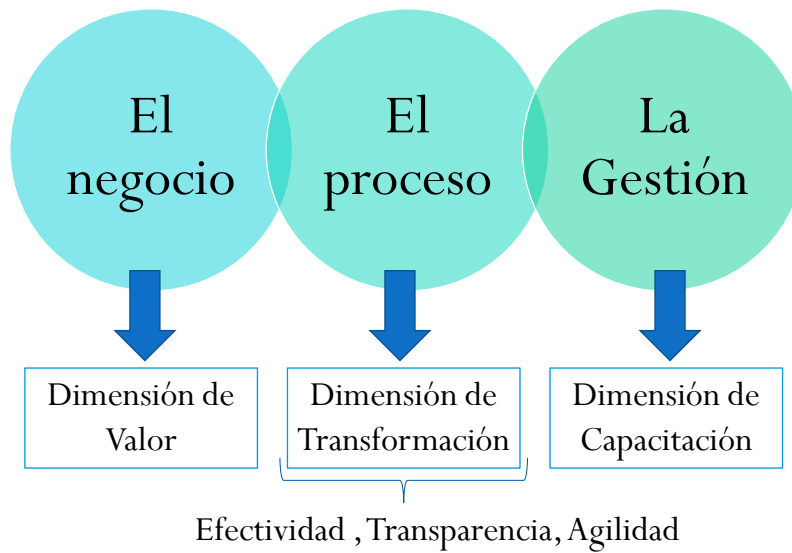 El
negocio
El
proceso
La
Gestión
Dimensión de
Valor
Dimensión de
Transformación
Dimensión de
Capacitación
Efectividad , Transparencia, Agilidad